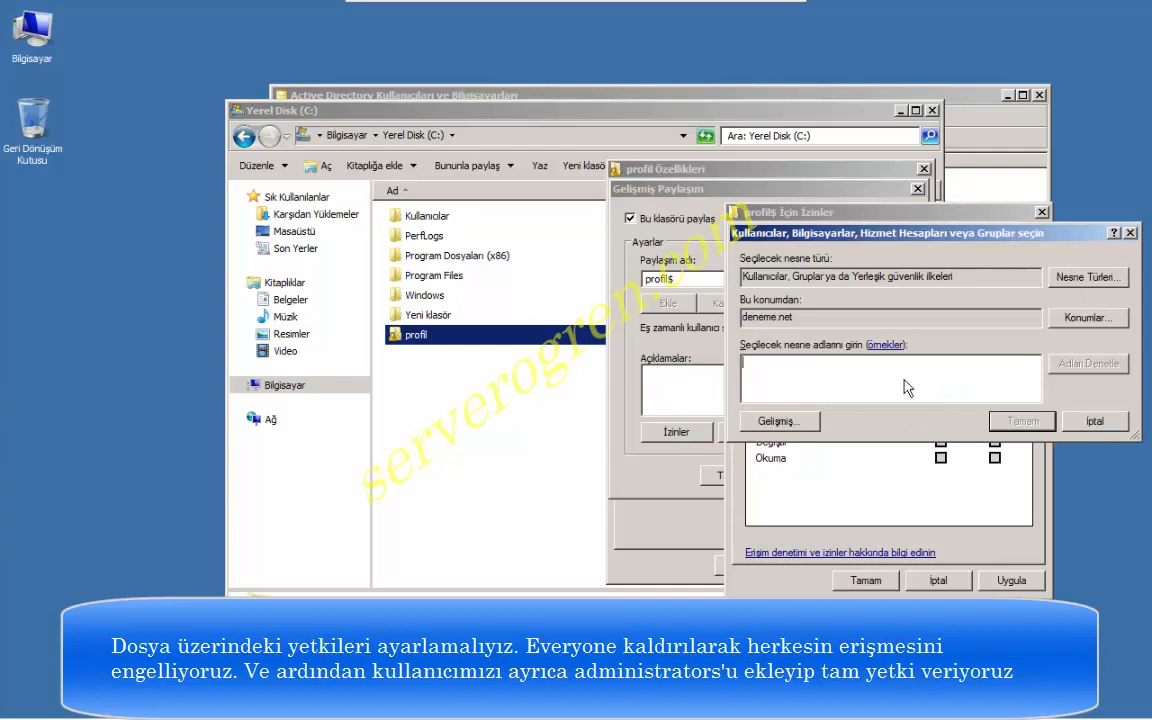 Bilgisayar
Geri Dönüşüm
Kutusu
Active Directory Kullanıcıları ve Bilgisayarları
Yerel Disk (C:)
Bilgisayar
Yerel Disk (C:)
Ara: Yerel Disk (C:)
Düzenle
Aç
Kitaplığa ekle
Bununla paylaş
Yaz
Yeni klasö
Sık Kullanılanlar
Karşıdan Yüklemeler
Masaüstü
Son Yerler
Kitaplıklar
Belgeler
Müzik
Resimler
Video
Bilgisayar
Ağ
Ad
Kullanıcılar
PerfLogs
Program Dosyaları (x86)
Program Files
Windows
Yeni klasör
profil
profil Özellikleri
Gelişmiş Paylaşım
Bu klasörü paylaş
Ayarlar
Paylaşım adı:
profil$
Ekle
Ka
Eş zamanlı kullanıcı s
Açıklamalar:
İzinler
T
profil$ İçin İzinler
Kullanıcılar, Bilgisayarlar, Hizmet Hesapları veya Gruplar seçin
Seçilecek nesne türü:
Kullanıcılar, Gruplar ya da Yerleşik güvenlik ilkeleri
Nesne Türleri...
Bu konumdan:
deneme.net
Konumlar...
Seçilecek nesne adlarını girin (örnekler):
Adları Denetle
Gelişmiş...
Tamam
İptal
Değiştir
Okuma
Erişim denetimi ve izinler hakkında bilgi edinin
Tamam
İptal
Uygula
serverogren.com
Dosya üzerindeki yetkileri ayarlamalıyız. Everyone kaldırılarak herkesin erişmesini
engelliyoruz. Ve ardından kullanıcımızı ayrıca administrators'u ekleyip tam yetki veriyoruz